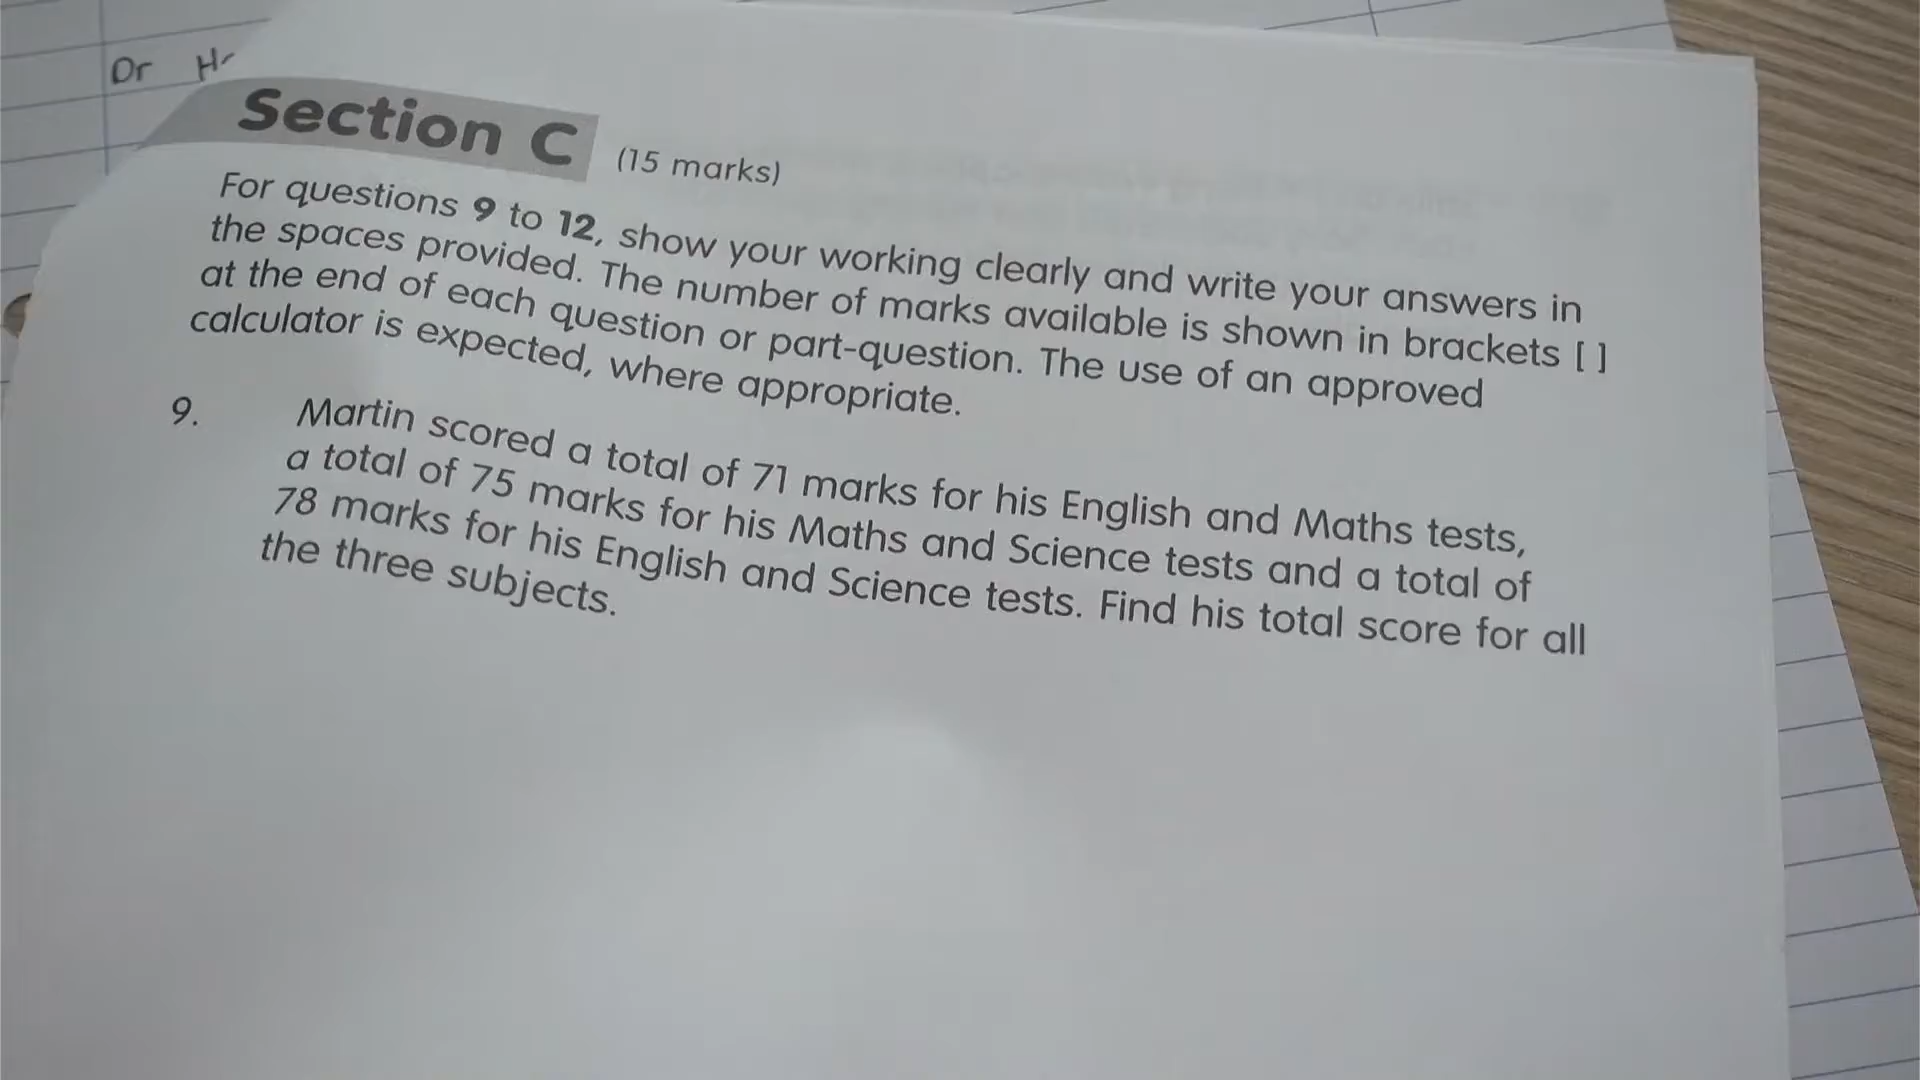 Dr
Section C (15 marks)
For questions 9 to 12, show your working clearly and write your answers in
the spaces provided. The number of marks available is shown in brackets [ ]
at the end of each question or part-question. The use of an approved
calculator is expected, where appropriate.
9. Martin scored a total of 71 marks for his English and Maths tests,
a total of 75 marks for his Maths and Science tests and a total of
78 marks for his English and Science tests. Find his total score for all
the three subjects.